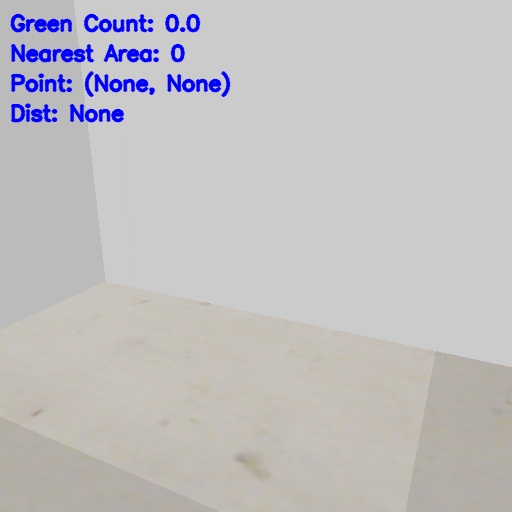 Green Count: 0.0
Nearest Area: 0
Point: (None, None)
Dist: None